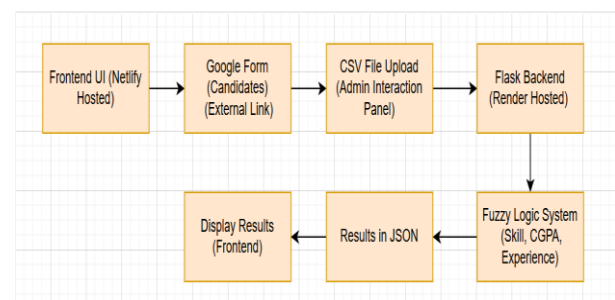 Frontend UI (Netlify
Hosted)
Google Form
(Candidates)
(External Link)
CSV File Upload
(Admin Interaction
Panel)
Flask Backend
(Render Hosted)
Fuzzy Logic System
(Skill, CGPA,
Experience)
Results in JSON
Display Results
(Frontend)